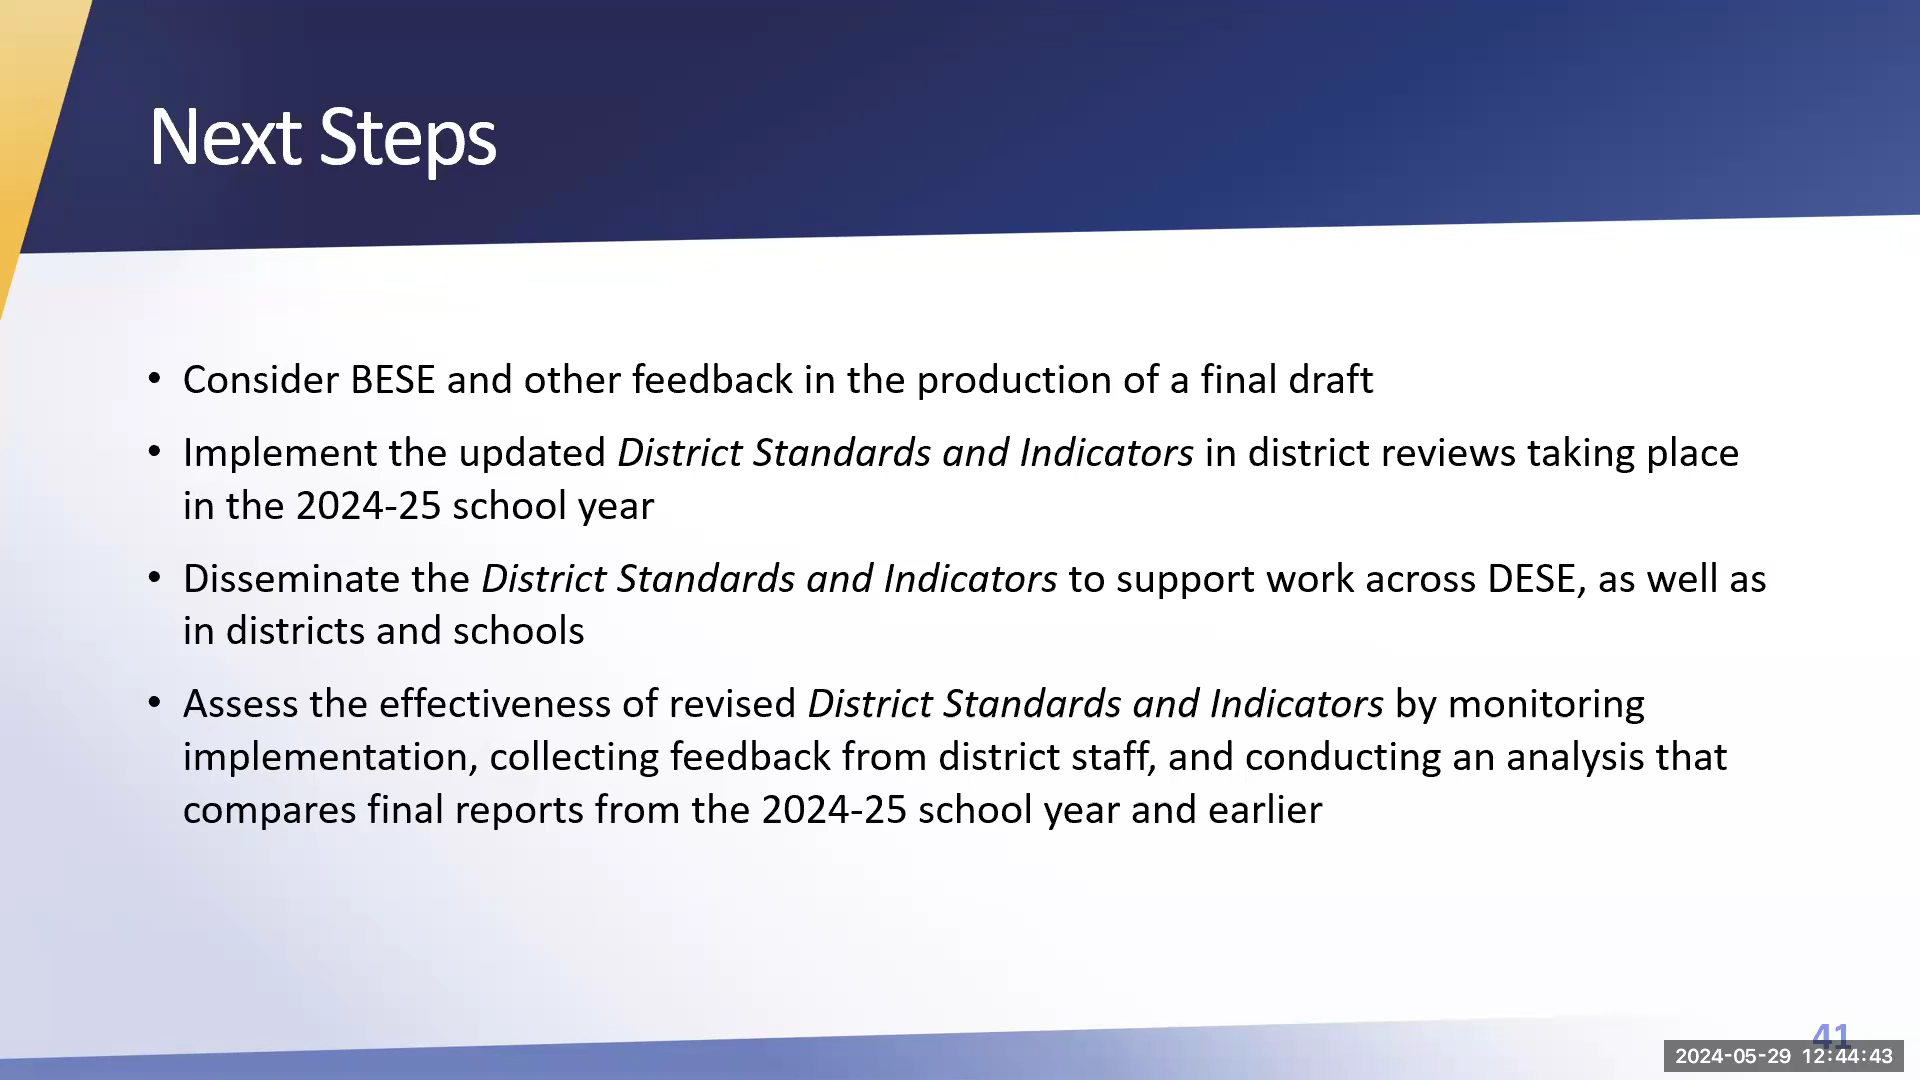 Next Steps
• Consider BESE and other feedback in the production of a final draft
• Implement the updated District Standards and Indicators in district reviews taking place
in the 2024-25 school year
• Disseminate the District Standards and Indicators to support work across DESE, as well as
in districts and schools
• Assess the effectiveness of revised District Standards and Indicators by monitoring
implementation, collecting feedback from district staff, and conducting an analysis that
compares final reports from the 2024-25 school year and earlier
41
2024-05-29 12:44:43